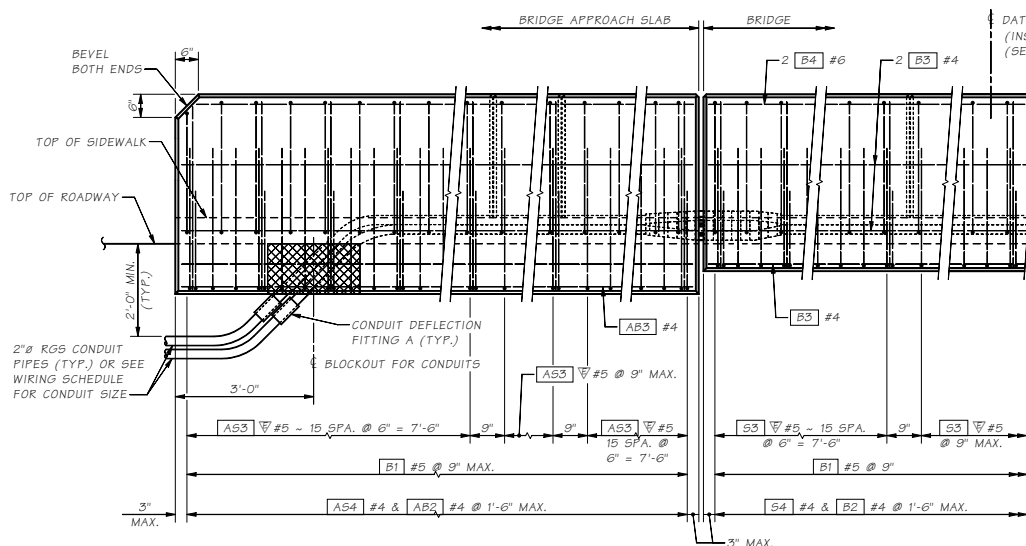 BRIDGE APPROACH SLAB
BRIDGE
℄ DAT
(INS
(SE
6"
BEVEL
BOTH ENDS
6"
2 B4 #6
2 B3 #4
TOP OF SIDEWALK
TOP OF ROADWAY
2'-0" MIN.
(TYP.)
CONDUIT DEFLECTION
FITTING A (TYP.)
AB3 #4
B3 #4
2"ø RGS CONDUIT
PIPES (TYP.) OR SEE
WIRING SCHEDULE
FOR CONDUIT SIZE
℄ BLOCKOUT FOR CONDUITS
3'-0"
AS3 #5 @ 9" MAX.
AS3 #5 ~ 15 SPA. @ 6" = 7'-6"
9"
9"
AS3 #5
15 SPA. @
6" = 7'-6"
S3 #5 ~ 15 SPA.
@ 6" = 7'-6"
9"
S3 #5
@ 9" MAX.
B1 #5 @ 9" MAX.
B1 #5 @ 9"
3"
MAX.
AS4 #4 & AB2 #4 @ 1'-6" MAX.
S4 #4 & B2 #4 @ 1'-6" MAX.
3" MAX.